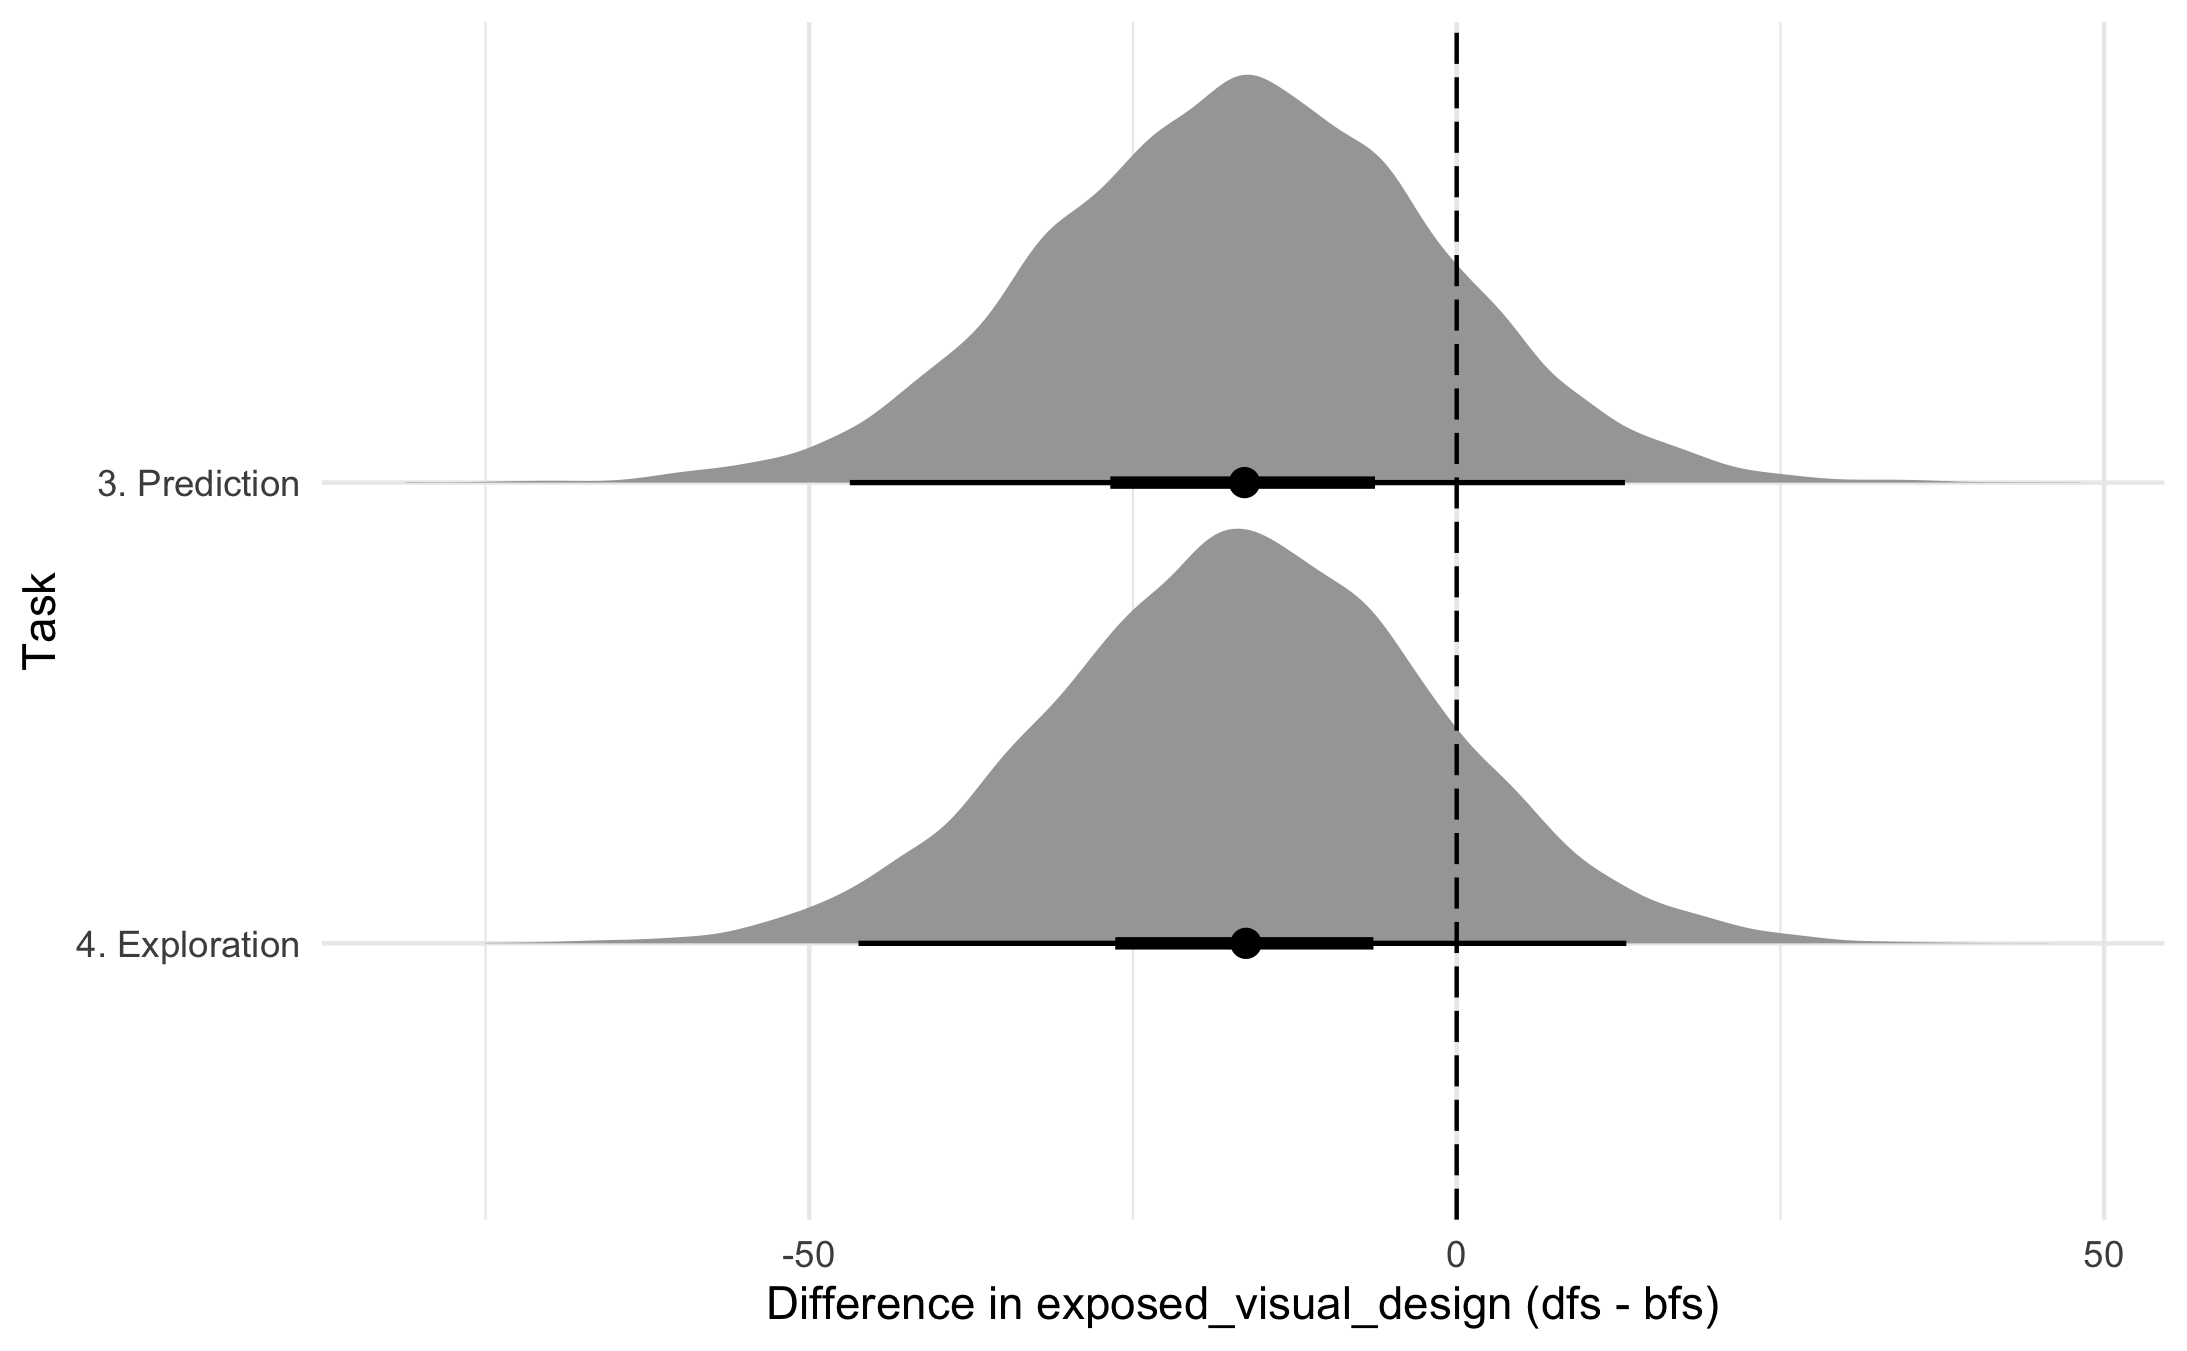 Task
3. Prediction
4. Exploration
-50
0
50
Difference in exposed_visual_design (dfs - bfs)